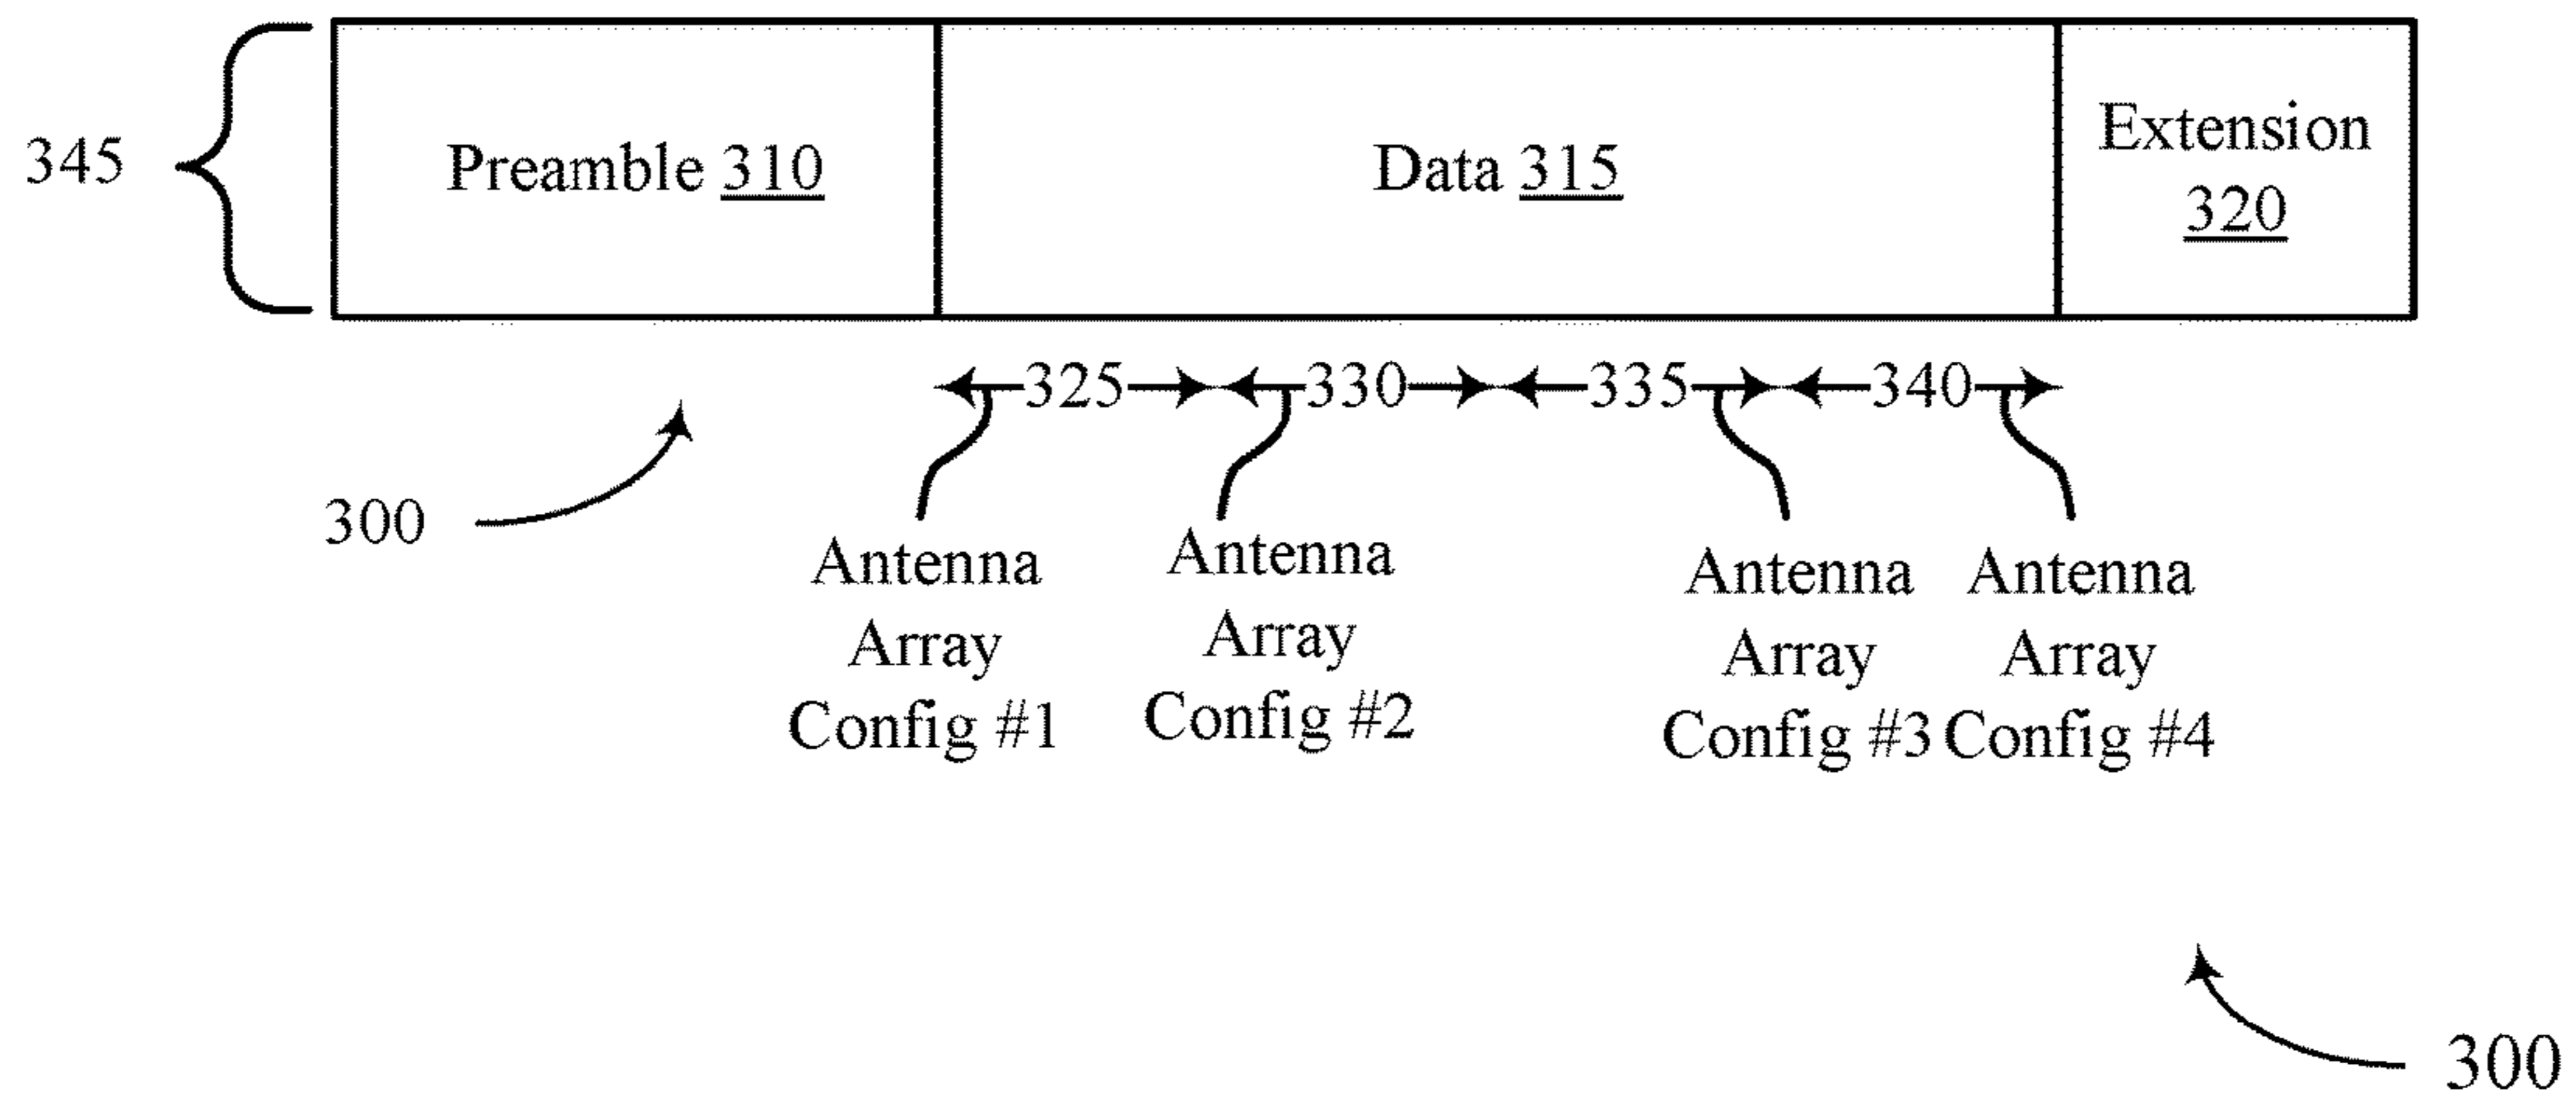 345
Preamble 310
Data 315
Extension
320
325
330
335
340
300
Antenna
Array
Config #1
Antenna
Array
Config #2
Antenna
Array
Config #3
Antenna
Array
Config #4
300